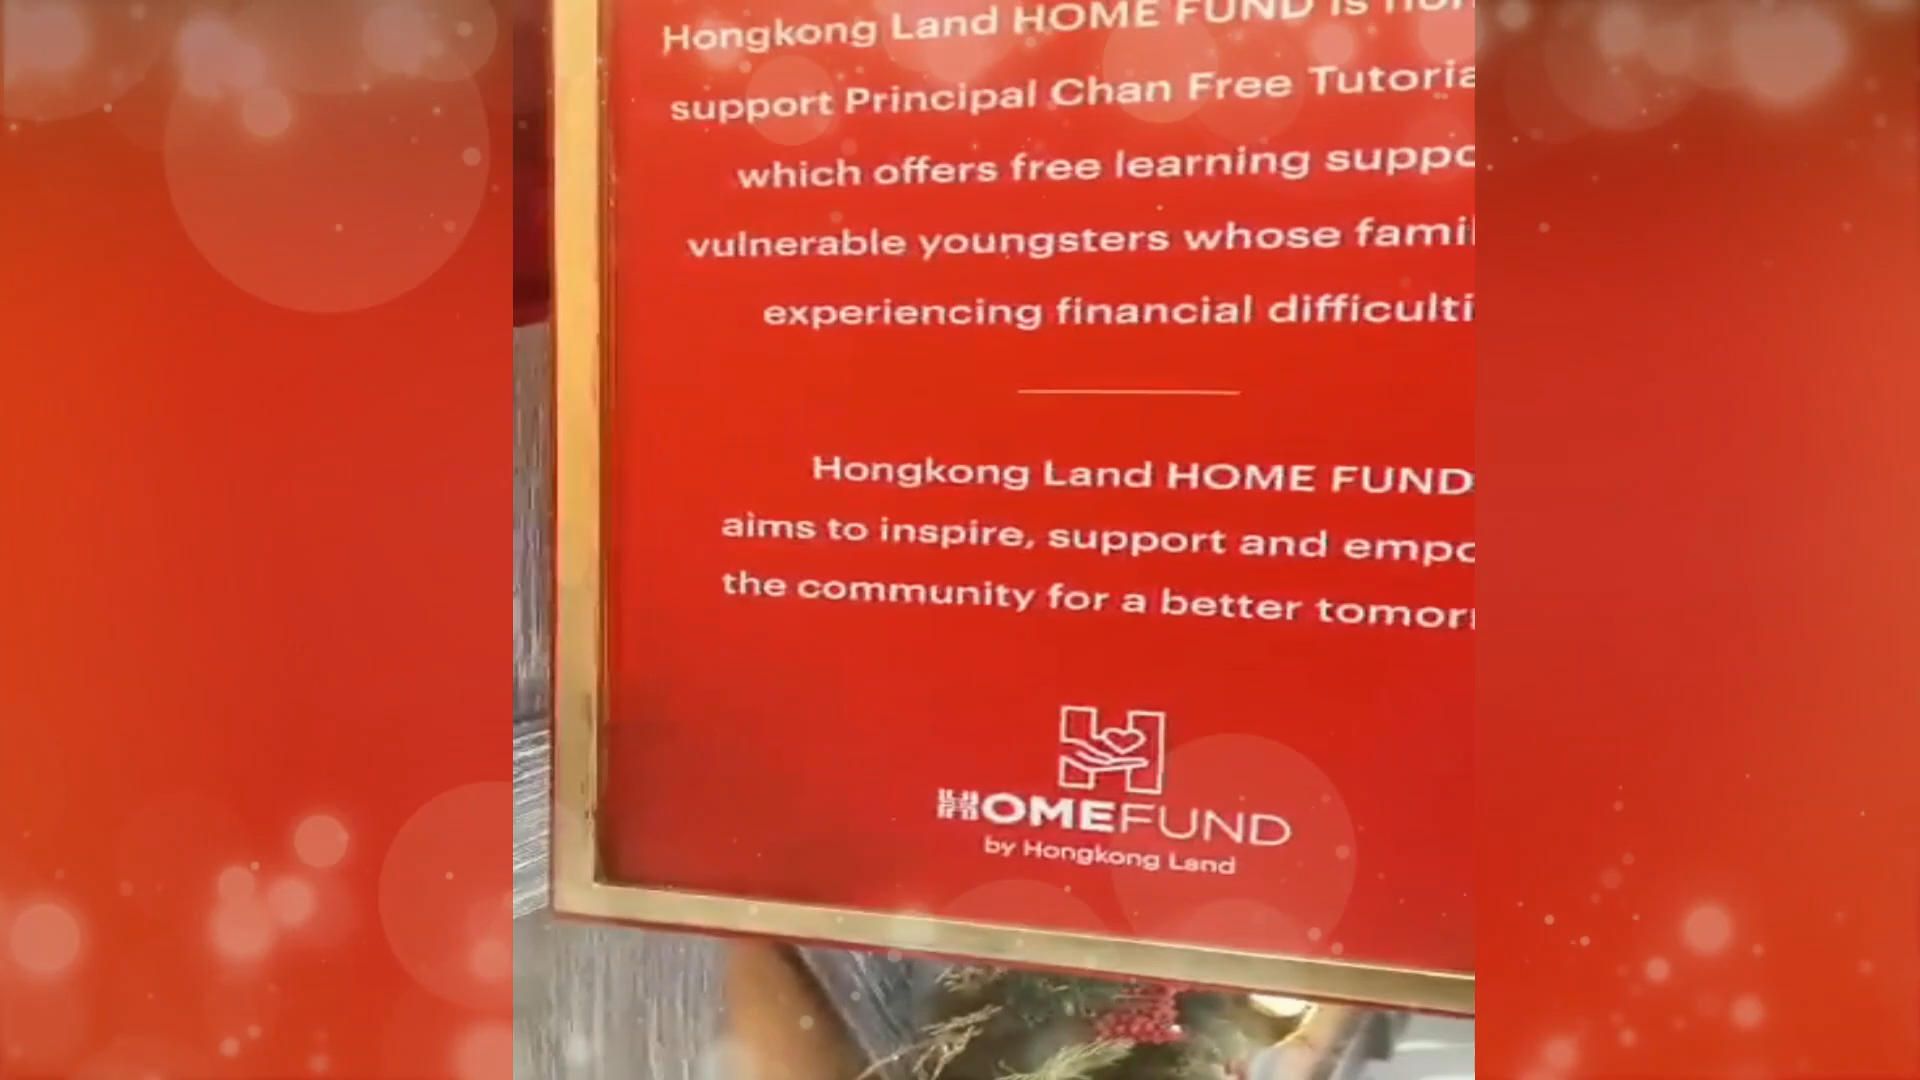 Hongkong Land HOME FUND is
support Principal Chan Free
which offers free learning
vulnerable youngsters whose
experiencing financial
Hongkong Land HOME FUND
aims to inspire, support and
the community for a better
HOMEFUND
by Hongkong Land